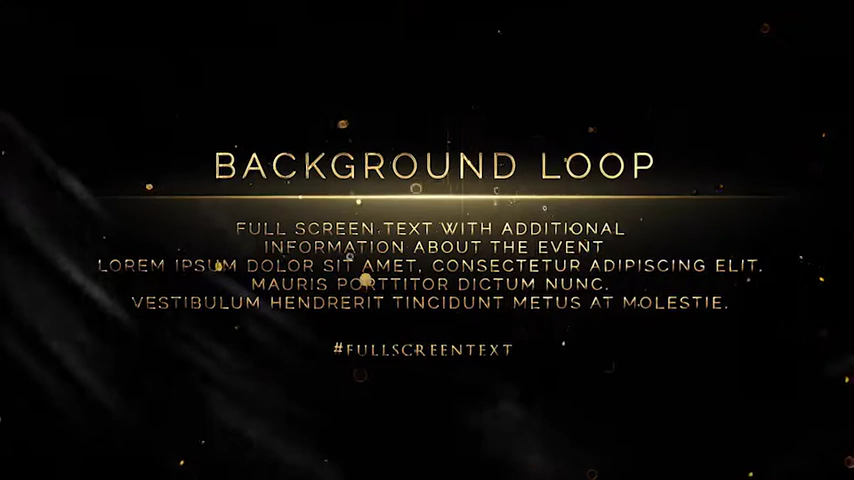 BACKGROUND LOOP
FULL SCREEN TEXT WITH ADDITIONAL
INFORMATION ABOUT THE EVENT
LOREM IPSUM DOLOR SIT AMET, CONSECTETUR ADIPISCING ELIT.
MAURIS PORTTITOR DICTUM NUNC.
VESTIBULUM HENDRERIT TINCIDUNT METUS AT MOLESTIE.
#FULLSCREENTEXT